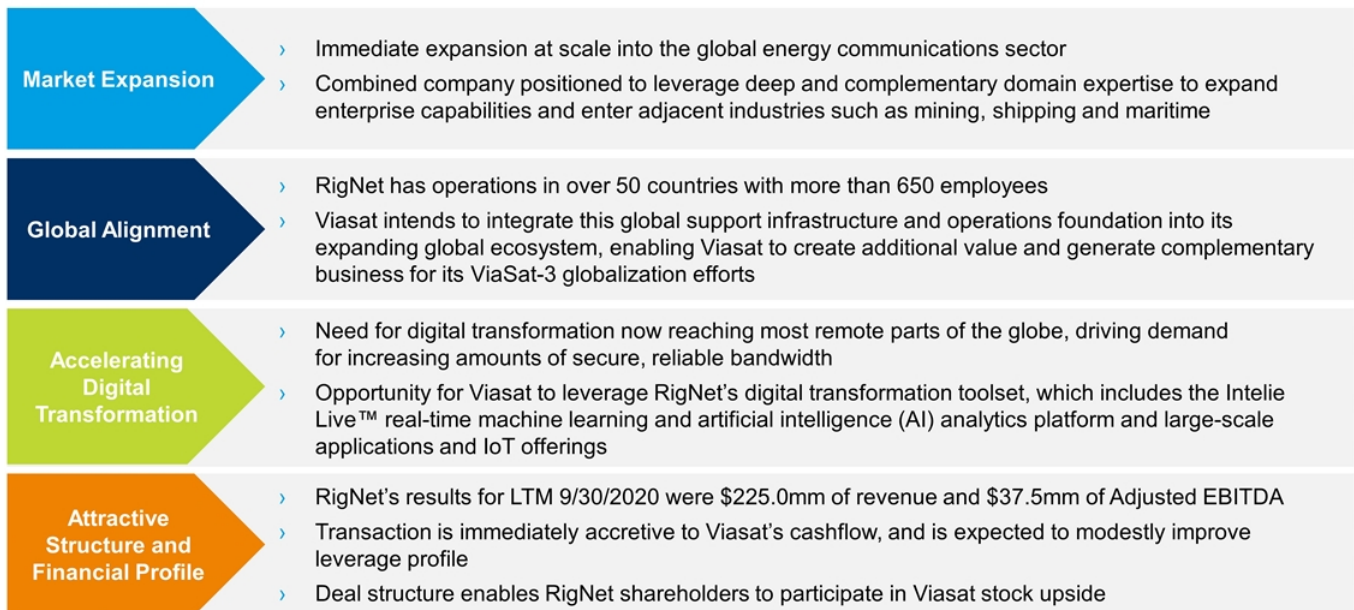 Market Expansion
› Immediate expansion at scale into the global energy communications sector
› Combined company positioned to leverage deep and complementary domain expertise to expand
enterprise capabilities and enter adjacent industries such as mining, shipping and maritime
Global Alignment
› RigNet has operations in over 50 countries with more than 650 employees
› Viasat intends to integrate this global support infrastructure and operations foundation into its
expanding global ecosystem, enabling Viasat to create additional value and generate complementary
business for its ViaSat-3 globalization efforts
Accelerating
Digital
Transformation
› Need for digital transformation now reaching most remote parts of the globe, driving demand
for increasing amounts of secure, reliable bandwidth
› Opportunity for Viasat to leverage RigNet's digital transformation toolset, which includes the Intelie
Live™ real-time machine learning and artificial intelligence (AI) analytics platform and large-scale
applications and IoT offerings
Attractive
Structure and
Financial Profile
› RigNet's results for LTM 9/30/2020 were $225.0mm of revenue and $37.5mm of Adjusted EBITDA
› Transaction is immediately accretive to Viasat's cashflow, and is expected to modestly improve
leverage profile
› Deal structure enables RigNet shareholders to participate in Viasat stock upside